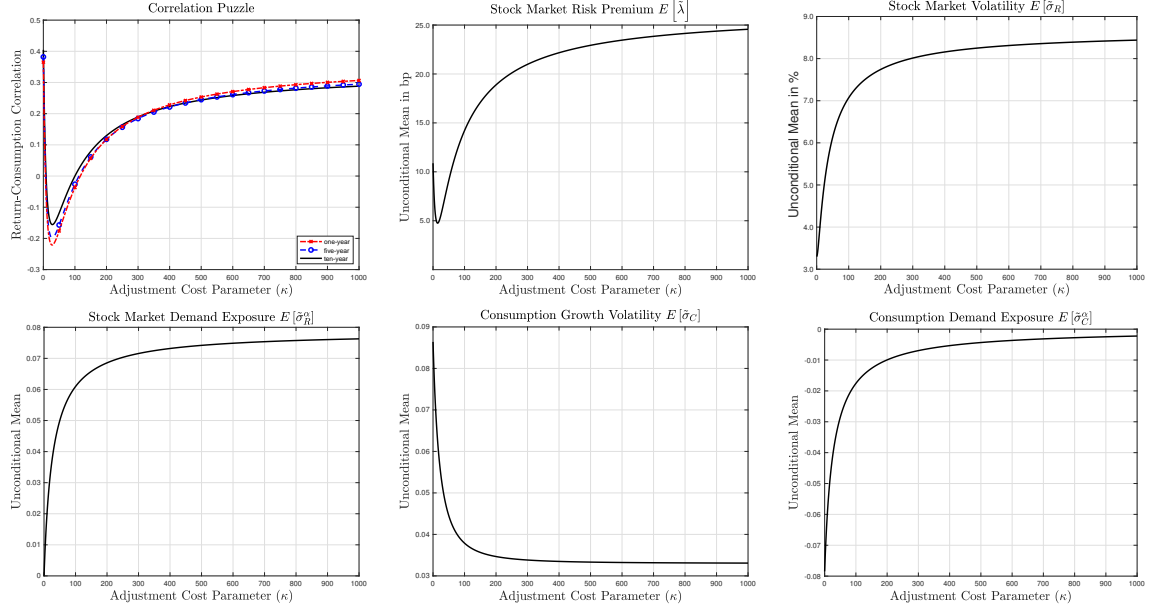 Correlation Puzzle
Return-Consumption Correlation
0.5
0.4
0.3
0.2
0.1
0
-0.1
-0.2
-0.3
0 100 200 300 400 500 600 700 800 900 1000
Adjustment Cost Parameter (κ)
one-year
five-year
ten-year
Stock Market Risk Premium E [λ̃]
Unconditional Mean in bp
25.0
20.0
15.0
10.0
5.0
0 100 200 300 400 500 600 700 800 900 1000
Adjustment Cost Parameter (κ)
Stock Market Volatility E [σ̃_R]
Unconditional Mean in %
9.0
8.0
7.0
6.0
5.0
4.0
3.0
0 100 200 300 400 500 600 700 800 900 1000
Adjustment Cost Parameter (κ)
Stock Market Demand Exposure E [σ̃_R^α]
Unconditional Mean
0.08
0.07
0.06
0.05
0.04
0.03
0.02
0.01
0
0 100 200 300 400 500 600 700 800 900 1000
Adjustment Cost Parameter (κ)
Consumption Growth Volatility E [σ̃_C]
Unconditional Mean
0.09
0.08
0.07
0.06
0.05
0.04
0.03
0 100 200 300 400 500 600 700 800 900 1000
Adjustment Cost Parameter (κ)
Consumption Demand Exposure E [σ̃_C^α]
Unconditional Mean
0
-0.01
-0.02
-0.03
-0.04
-0.05
-0.06
-0.07
-0.08
0 100 200 300 400 500 600 700 800 900 1000
Adjustment Cost Parameter (κ)